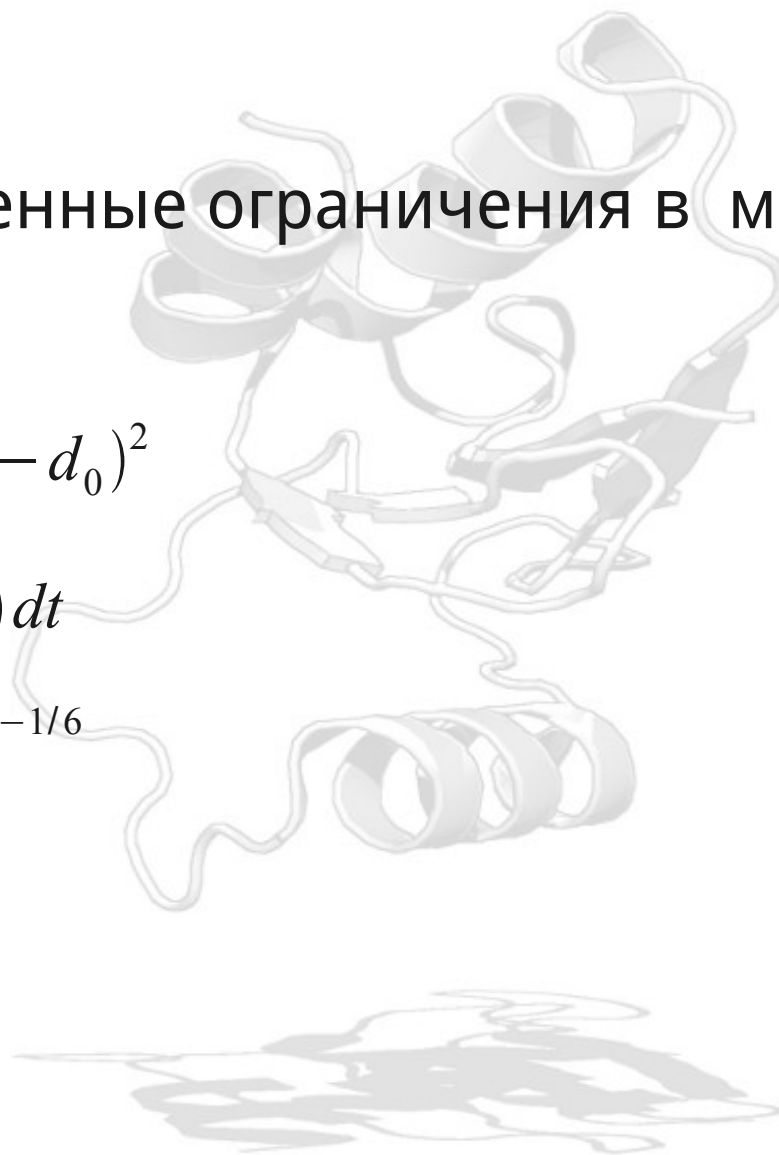 енные ограничения в м
− d₀)²
) dt
−1/6